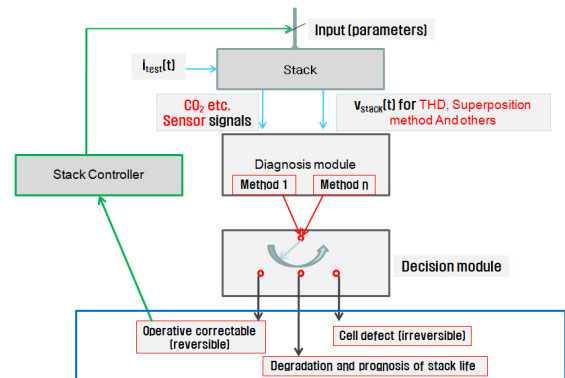 Input (parameters)
i_test(t)
Stack
CO₂ etc.
Sensor signals
v_stack(t) for THD, Superposition
method And others
Diagnosis module
Method 1
Method n
Stack Controller
Decision module
Operative correctable
(reversible)
Cell defect (irreversible)
Degradation and prognosis of stack life